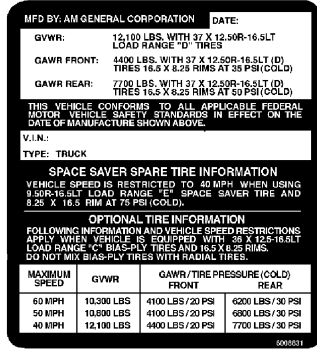 MFD BY: AM GENERAL CORPORATION DATE:
GVWR: 12,100 LBS. WITH 37 X 12.50R-16.5LT
LOAD RANGE "D" TIRES
GAWR FRONT: 4400 LBS. WITH 37 X 12.50R-16.5LT (D)
TIRES 16.5 X 8.25 RIMS AT 35 PSI (COLD)
GAWR REAR: 7700 LBS. WITH 37 X 12.50R-16.5LT (D)
TIRES 16.5 X 8.25 RIMS AT 50 PSI (COLD)
THIS VEHICLE CONFORMS TO ALL APPLICABLE FEDERAL
MOTOR VEHICLE SAFETY STANDARDS IN EFFECT ON THE
DATE OF MANUFACTURE SHOWN ABOVE.
V.I.N.:
TYPE: TRUCK
SPACE SAVER SPARE TIRE INFORMATION
VEHICLE SPEED IS RESTRICTED TO 40 MPH WHEN USING
9.50R-16.5LT LOAD RANGE "E" SPACE SAVER TIRE AND
8.25 X 16.5 RIM AT 75 PSI (COLD).
OPTIONAL TIRE INFORMATION
FOLLOWING INFORMATION AND VEHICLE SPEED RESTRICTIONS
APPLY WHEN VEHICLE IS EQUIPPED WITH 36 X 12.5-16.5LT
LOAD RANGE "C" BIAS-PLY TIRES AND 16.5 X 8.25 RIMS.
DO NOT MIX BIAS-PLY TIRES WITH RADIAL TIRES.
MAXIMUM SPEED GVWR GAWR/TIRE PRESSURE (COLD)
FRONT REAR
60 MPH 10,300 LBS 4100 LBS/20 PSI 6200 LBS/30 PSI
50 MPH 10,800 LBS 4100 LBS/20 PSI 6800 LBS/30 PSI
40 MPH 12,100 LBS 4400 LBS/20 PSI 7700 LBS/30 PSI